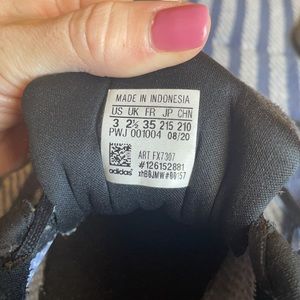 MADE IN INDONESIA
US UK FR JP CHN
3 2½ 35 215 210
PWJ 001004 08/20
ART FX7307
#126152881
adidas